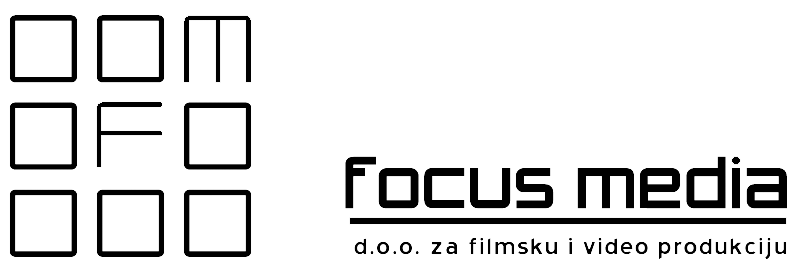 M
F
focus media
d.o.o. za filmsku i video produkciju